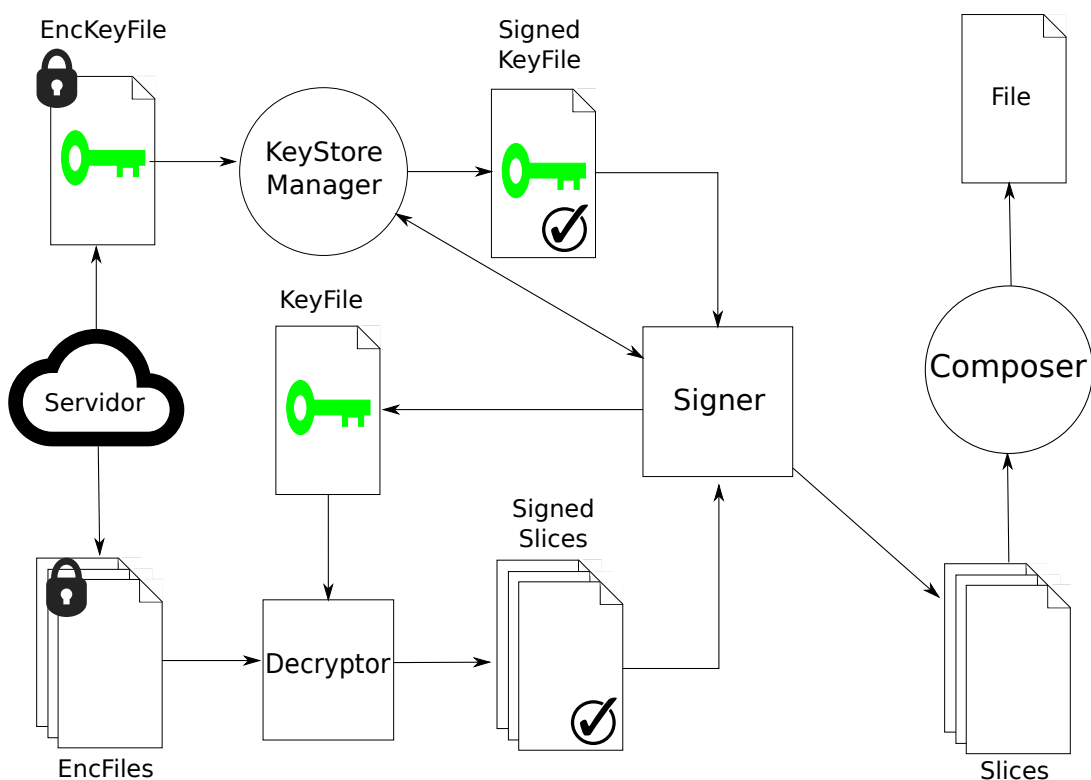 EncKeyFile
Signed
KeyFile
File
KeyStore
Manager
KeyFile
Servidor
Signer
Composer
Signed
Slices
Decryptor
EncFiles
Slices